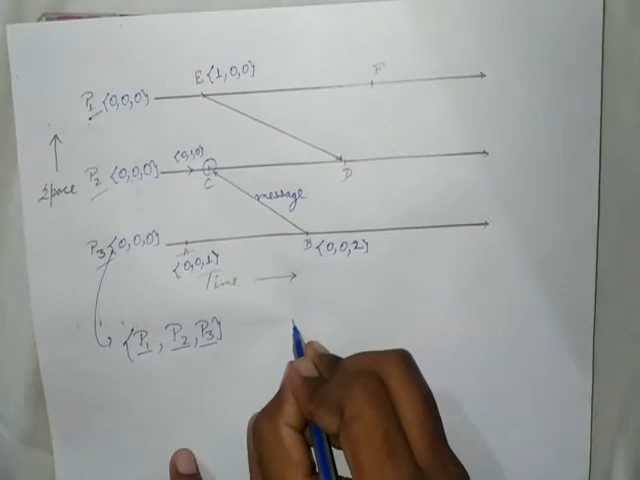 E {1,0,0}
F
P1 {0,0,0}
{0,1,0}
P2 {0,0,0}
C
D
Space
message
P3 {0,0,0}
A
B
{0,0,2}
{0,0,1}
Time
{P1, P2, P3}